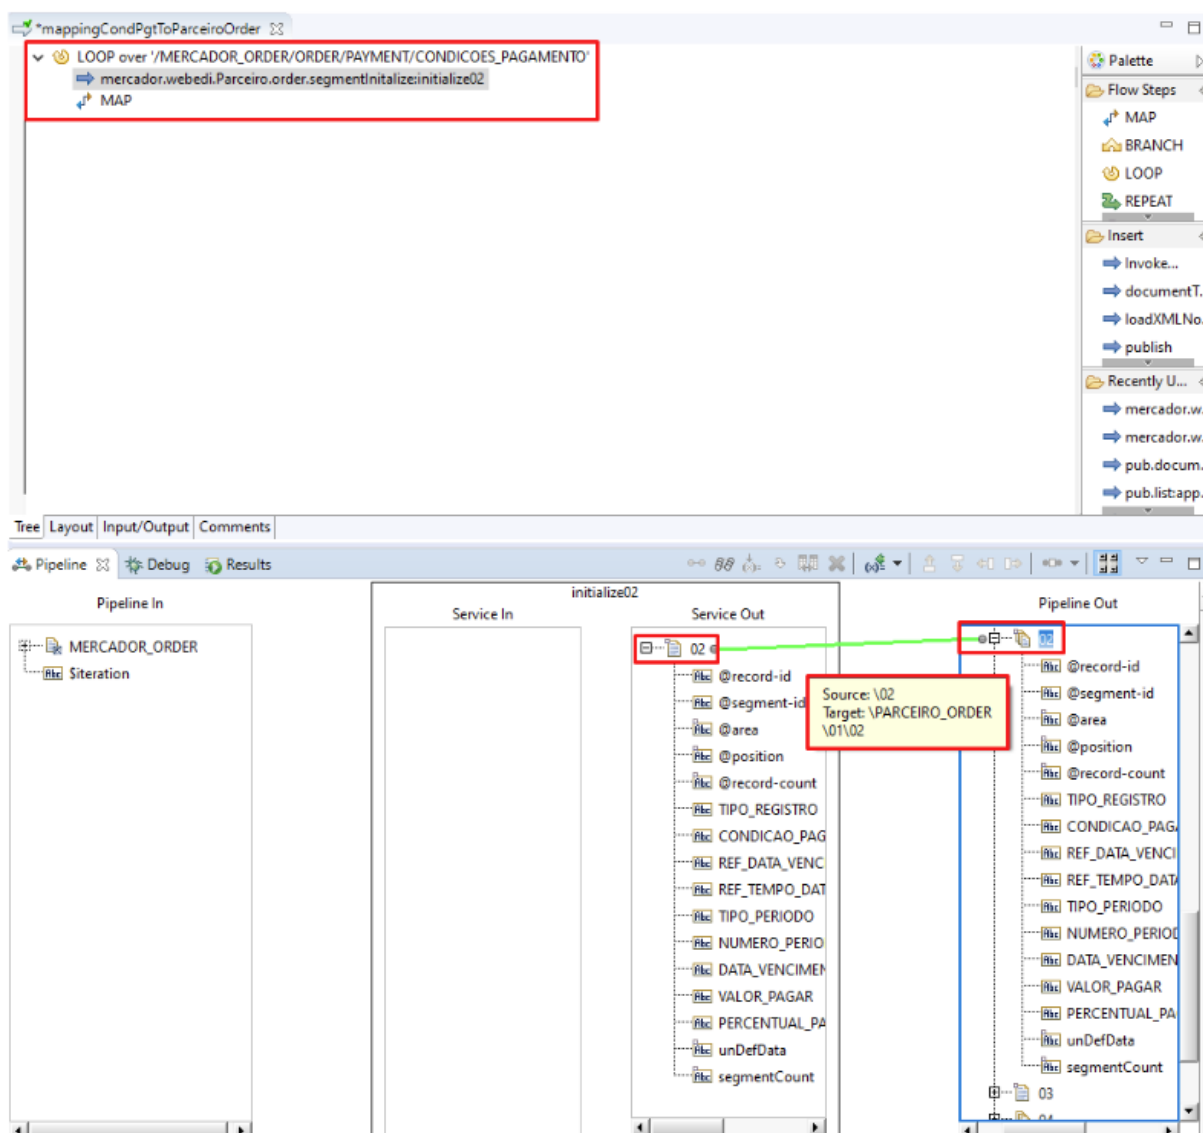 *mappingCondPgtToParceiroOrder
LOOP over '/MERCADOR_ORDER/ORDER/PAYMENT/CONDICOES_PAGAMENTO'
mercador.webedi.Parceiro.order.segmentInitalize:initialize02
MAP
Palette
Flow Steps
MAP
BRANCH
LOOP
REPEAT
Insert
Invoke...
documentT.
loadXMLNo.
publish
Recently U...
mercador.w.
mercador.w.
pub.docum.
pub.list:app.
Tree Layout Input/Output Comments
Pipeline Debug Results
Pipeline In
MERCADOR_ORDER
$iteration
initialize02
Service In
Service Out
02
@record-id
@segment-id
@area
@position
@record-count
TIPO_REGISTRO
CONDICAO_PAG
REF_DATA_VENC
REF_TEMPO_DAT
TIPO_PERIODO
NUMERO_PERIO
DATA_VENCIMEN
VALOR_PAGAR
PERCENTUAL_PA
unDefData
segmentCount
Source: \02
Target: \PARCEIRO_ORDER
\01\02
Pipeline Out
02
@record-id
@segment-id
@area
@position
@record-count
TIPO_REGISTRO
CONDICAO_PAG
REF_DATA_VENCI
REF_TEMPO_DATA
TIPO_PERIODO
NUMERO_PERIOD
DATA_VENCIMEN
VALOR_PAGAR
PERCENTUAL_PA
unDefData
segmentCount
03
04